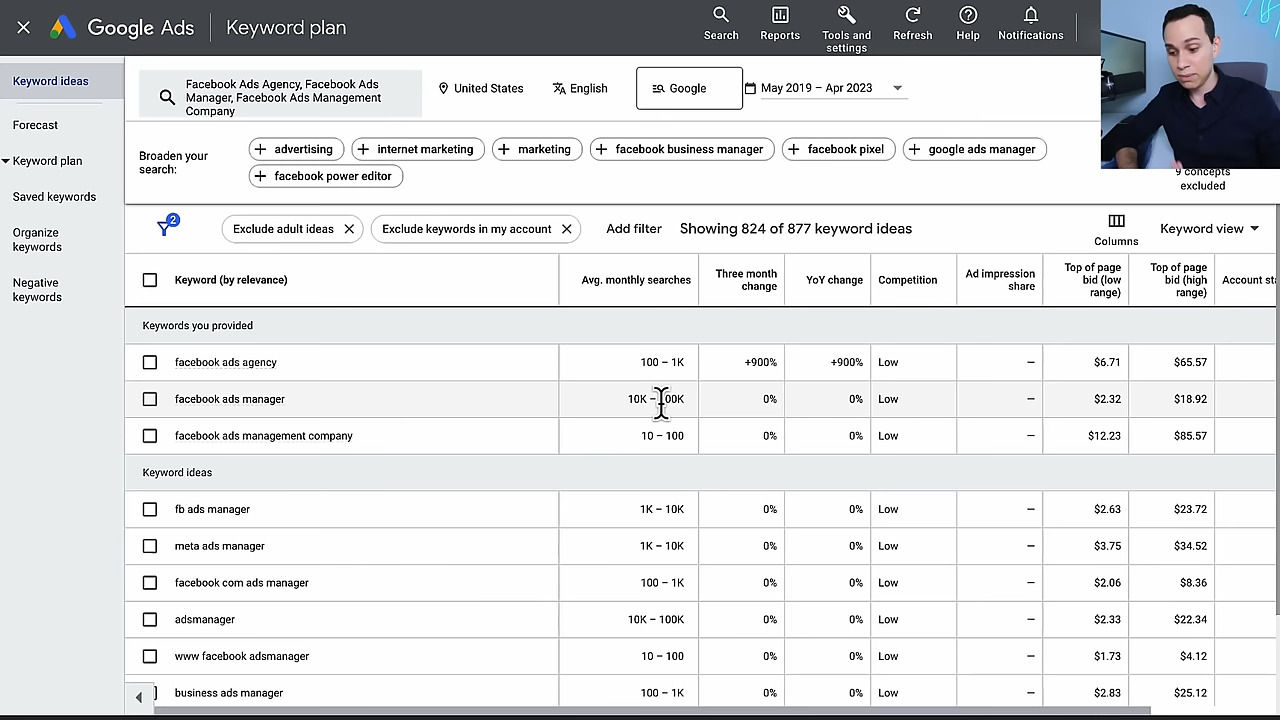 Google Ads | Keyword plan
Search
Reports
Tools and
settings
Refresh
Help
Notifications
Keyword ideas
Forecast
Keyword plan
Saved keywords
Organize
keywords
Negative
keywords
Facebook Ads Agency, Facebook Ads
Manager, Facebook Ads Management
Company
United States
English
Google
May 2019 – Apr 2023
Broaden your
search:
advertising
internet marketing
marketing
facebook business manager
facebook pixel
google ads manager
facebook power editor
9 concepts
excluded
2
Exclude adult ideas
Exclude keywords in my account
Add filter
Showing 824 of 877 keyword ideas
Columns
Keyword view
Keyword (by relevance) Avg. monthly searches Three month change YoY change Competition Ad impression share Top of page bid (low range) Top of page bid (high range) Account
Keywords you provided
facebook ads agency 100 – 1K +900% +900% Low — $6.71 $65.57
facebook ads manager 10K – 0% 0% Low — $2.32 $18.92
facebook ads management company 10 – 100 0% 0% Low — $12.23 $85.57
Keyword ideas
fb ads manager 1K – 10K 0% 0% Low — $2.63 $23.72
meta ads manager 1K – 10K 0% 0% Low — $3.75 $34.52
facebook com ads manager 100 – 1K 0% 0% Low — $2.06 $8.36
adsmanager 10K – 100K 0% 0% Low — $2.33 $22.34
www facebook adsmanager 10 – 100 0% 0% Low — $1.73 $4.12
business ads manager 100 – 1K 0% 0% Low — $2.83 $25.12